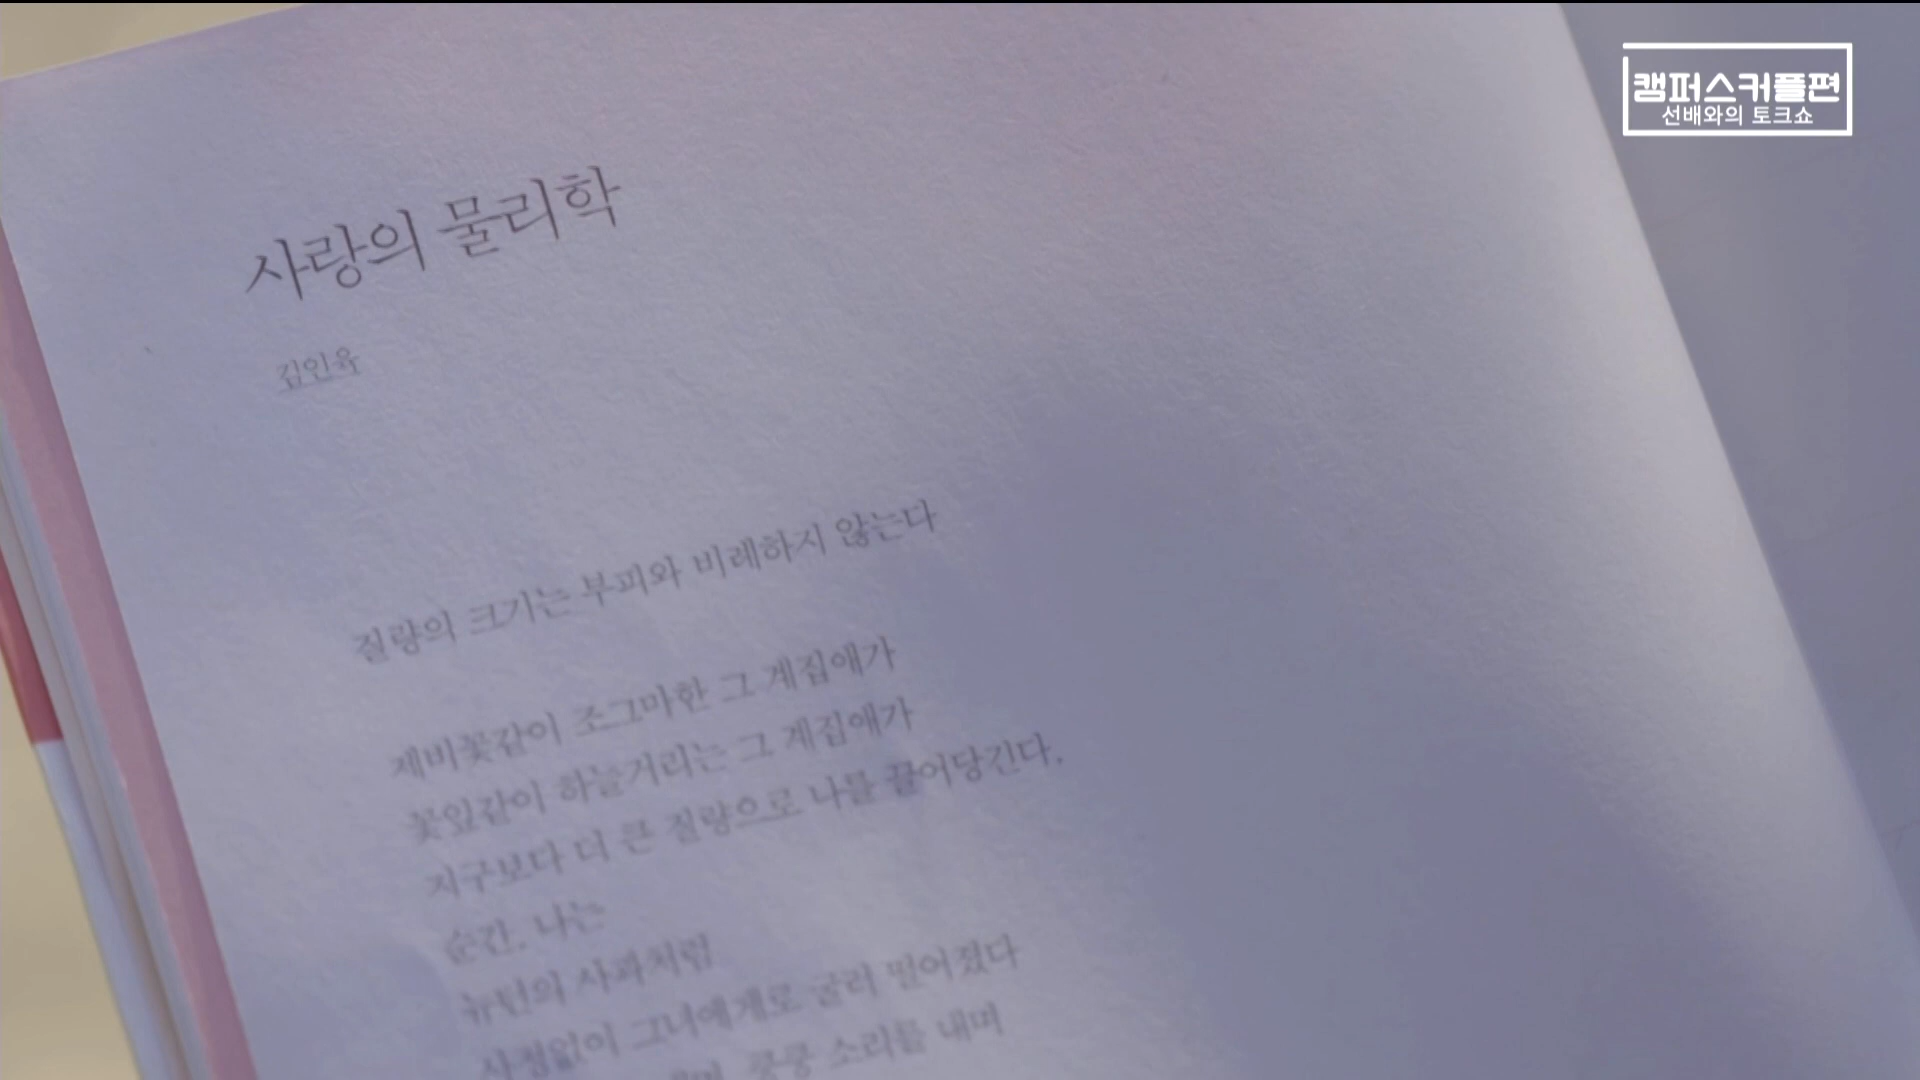 캠퍼스커플편
선배와의 토크쇼
사랑의 물리학
김인육
질량의 크기는 부피와 비례하지 않는다
제비꽃같이 조그마한 그 계집애가
꽃잎같이 하늘거리는 그 계집애가
지구보다 더 큰 질량으로 나를 끌어당긴다.
순간, 나는
뉴턴의 사과처럼
사정없이 그녀에게로 굴러 떨어졌다
쿵쿵 소리를 내며